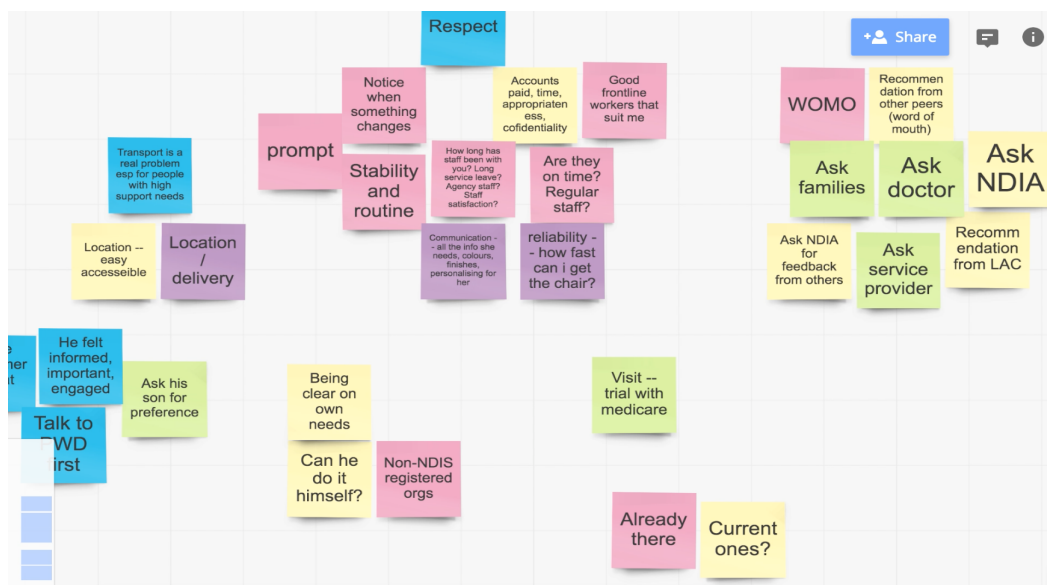 Respect
Share
Notice
when
something
changes
Accounts
paid, time,
appropriaten
ess,
cofidentiality
Good
frontline
workers that
suit me
WOMO
Recommen
dation from
other peers
(word of
mouth)
prompt
Transport is a
real problem
esp for people
with high
support needs
Stability
and
routine
How long has
staff been with
you? Long
service leave?
Agency staff?
Staff
satisfaction?
Are they
on time?
Regular
staff?
Ask
families
Ask
doctor
Ask
NDIA
Location --
easy
accesseible
Location
/
delivery
Communication -
- all the info she
needs, colours,
finishes,
personalising for
her
reliability -
- how fast
can i get
the chair?
Ask NDIA
for
feedback
from others
Ask
service
provider
Recomm
endation
from LAC
He felt
informed,
important,
engaged
Ask his
son for
preference
Talk to
PWD
first
Being
clear on
own
needs
Can he
do it
himself?
Non-NDIS
registered
orgs
Visit --
trial with
medicare
Already
there
Current
ones?